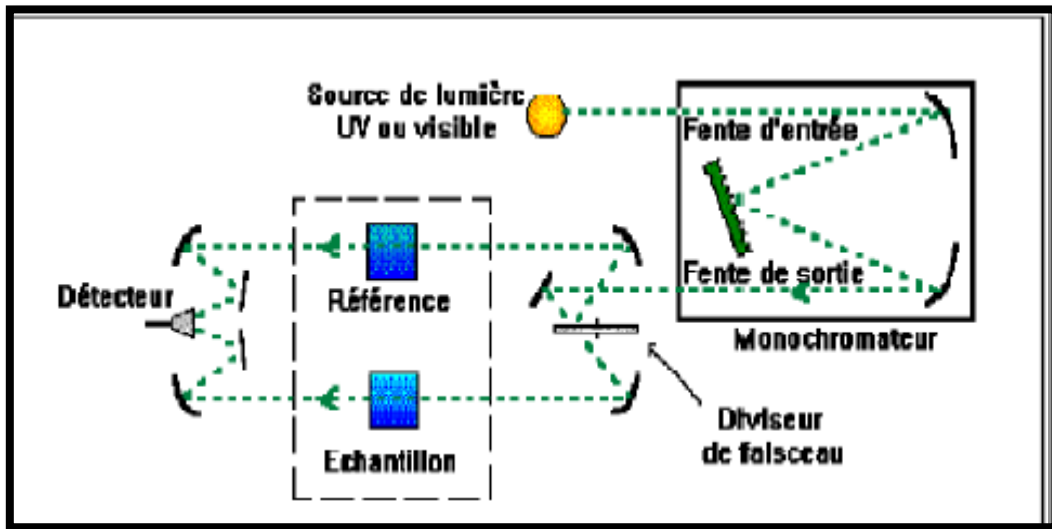 Source de lumière
UV ou visible
Fente d'entrée
Fente de sortie
Monochromateur
Détecteur
Référence
Echantillon
Diviseur
de faisceau